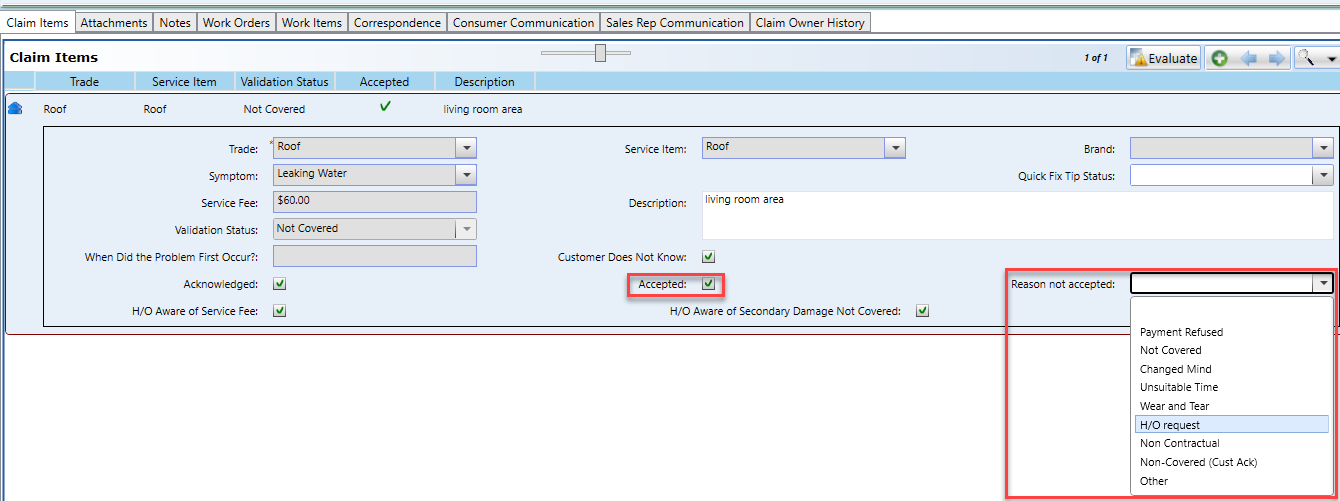 Claim Items Attachments Notes Work Orders Work Items Correspondence Consumer Communication Sales Rep Communication Claim Owner History
Claim Items 1 of 1 Evaluate
Trade Service Item Validation Status Accepted Description
Roof Roof Not Covered living room area
Trade: * Roof Service Item: Roof Brand:
Symptom: Leaking Water Quick Fix Tip Status:
Service Fee: $60.00 Description: living room area
Validation Status: Not Covered
When Did the Problem First Occur?: Customer Does Not Know:
Acknowledged: Accepted: Reason not accepted:
H/O Aware of Service Fee: H/O Aware of Secondary Damage Not Covered:
Payment Refused
Not Covered
Changed Mind
Unsuitable Time
Wear and Tear
H/O request
Non Contractual
Non-Covered (Cust Ack)
Other